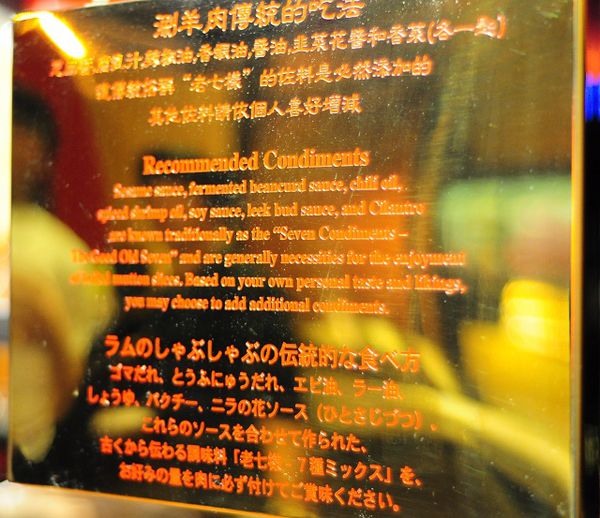 涮羊肉傳統的吃法
芝麻醬,腐乳汁,辣椒油,香蝦油,醬油,韭菜花醬和香菜(各一匙)
“老七樣”的佐料是必然添加的
其他佐料請依個人喜好增減
Recommended Condiments
Sesame sauce, fermented beancurd sauce, chili oil,
spiced shrimp oil, soy sauce, leek bud sauce, and Cilantro
are known traditionally as the “Seven Condiments –
The Good Old Seven” and are generally necessities for the enjoyment
of boiled mutton slices. Based on your own personal taste and likings,
you may choose to add additional condiments.
ラムのしゃぶしゃぶの伝統的な食べ方
ゴマだれ、とうふにゅうだれ、エビ油、ラー油、
しょうゆ、パクチー、ニラの花ソース（ひとさじづつ）。
これらのソースを合わせて作られた、
古くから伝わる調味料「老七様、7種ミックス」を、
お好みの量を肉に必ず付けてご賞味ください。